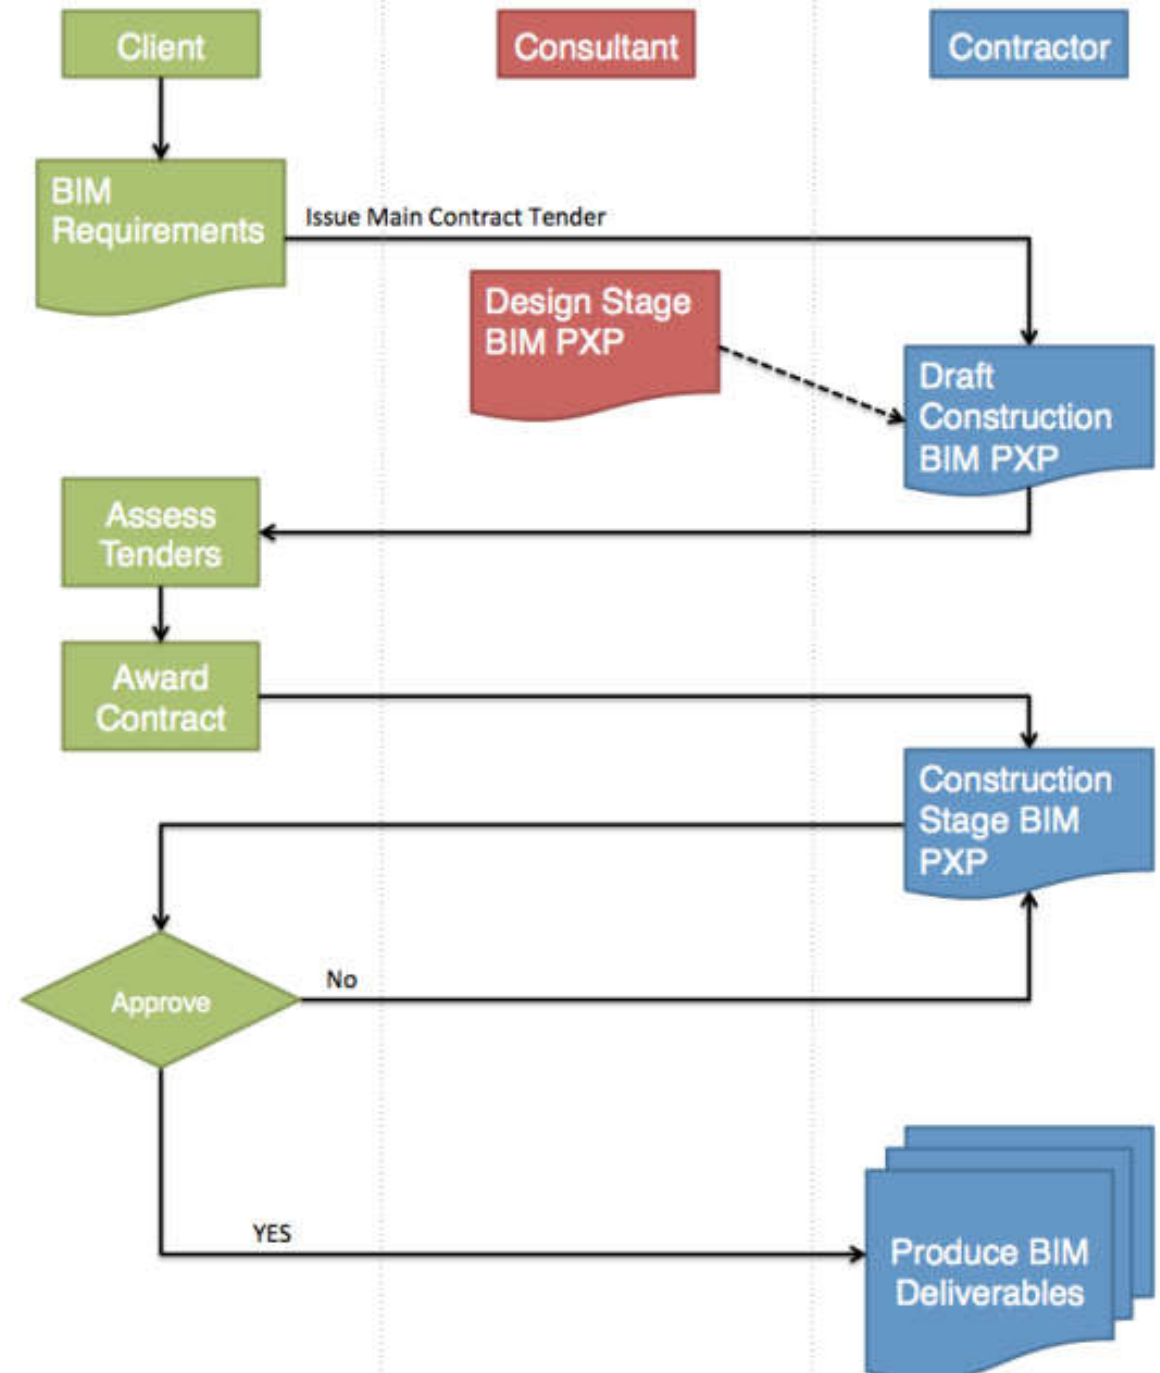 Client
Consultant
Contractor
BIM
Requirements
Issue Main Contract Tender
Design Stage
BIM PXP
Draft
Construction
BIM PXP
Assess
Tenders
Award
Contract
Construction
Stage BIM
PXP
Approve
No
YES
Produce BIM
Deliverables